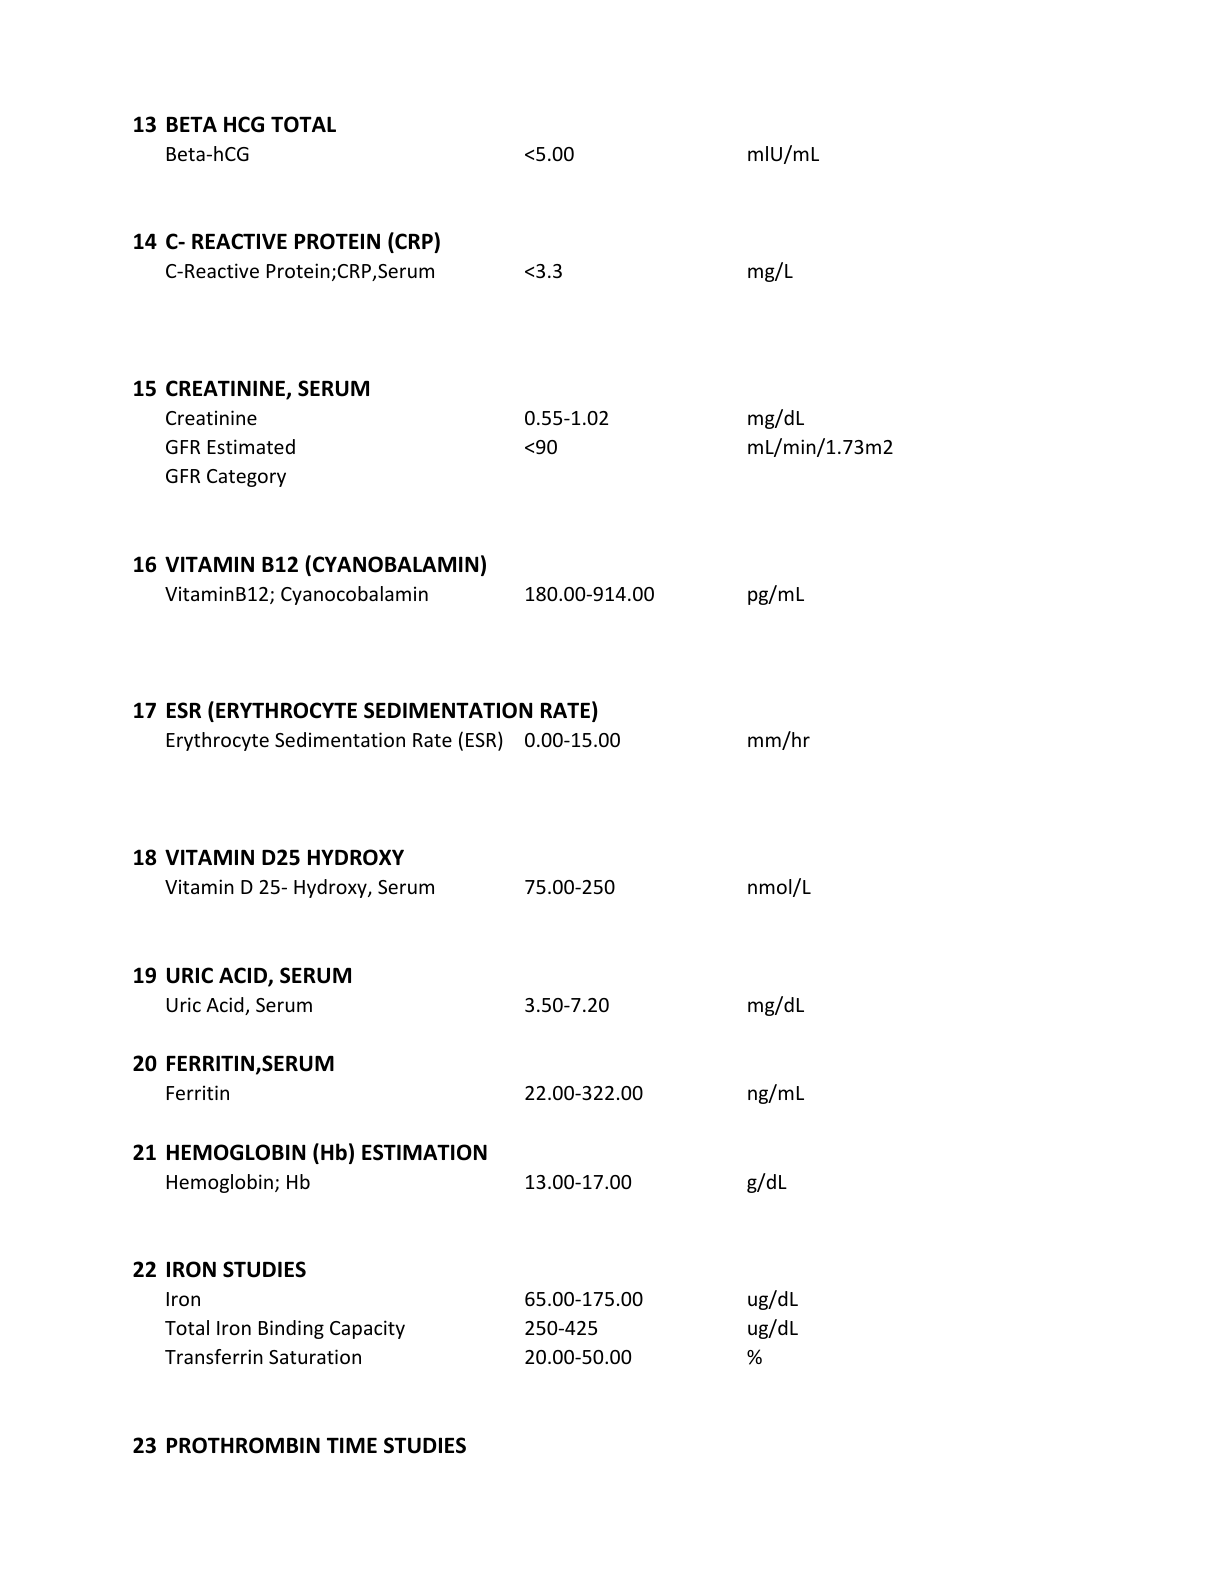 13 BETA HCG TOTAL
Beta-hCG <5.00 mlU/mL
14 C- REACTIVE PROTEIN (CRP)
C-Reactive Protein;CRP,Serum <3.3 mg/L
15 CREATININE, SERUM
Creatinine 0.55-1.02 mg/dL
GFR Estimated <90 mL/min/1.73m2
GFR Category
16 VITAMIN B12 (CYANOBALAMIN)
VitaminB12; Cyanocobalamin 180.00-914.00 pg/mL
17 ESR (ERYTHROCYTE SEDIMENTATION RATE)
Erythrocyte Sedimentation Rate (ESR) 0.00-15.00 mm/hr
18 VITAMIN D25 HYDROXY
Vitamin D 25- Hydroxy, Serum 75.00-250 nmol/L
19 URIC ACID, SERUM
Uric Acid, Serum 3.50-7.20 mg/dL
20 FERRITIN,SERUM
Ferritin 22.00-322.00 ng/mL
21 HEMOGLOBIN (Hb) ESTIMATION
Hemoglobin; Hb 13.00-17.00 g/dL
22 IRON STUDIES
Iron 65.00-175.00 ug/dL
Total Iron Binding Capacity 250-425 ug/dL
Transferrin Saturation 20.00-50.00 %
23 PROTHROMBIN TIME STUDIES